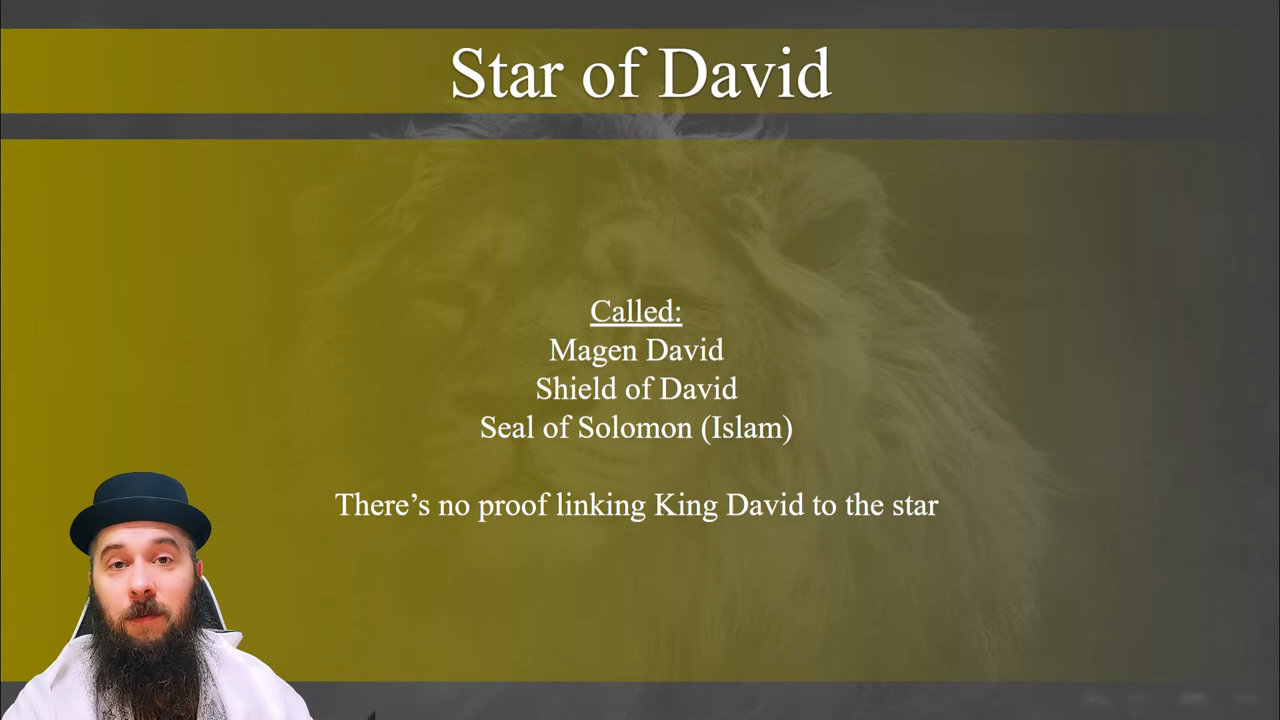 Star of David
Called:
Magen David
Shield of David
Seal of Solomon (Islam)
There’s no proof linking King David to the star